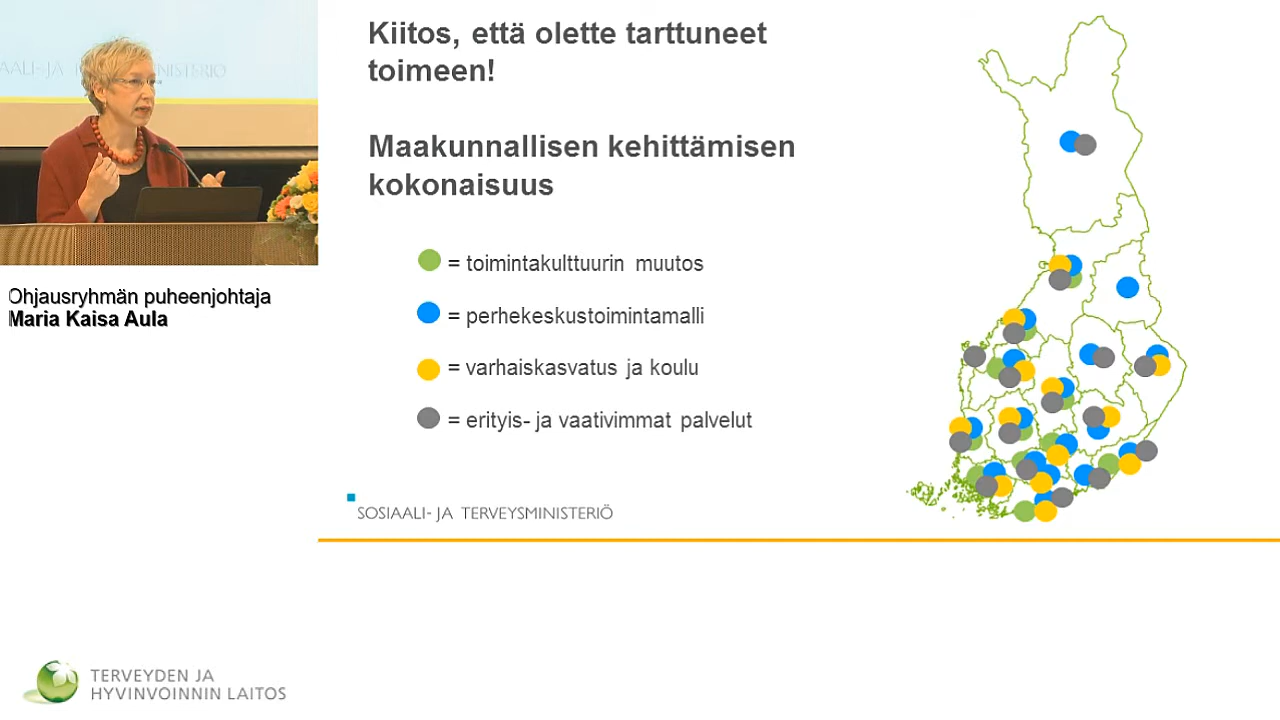 AALI- JA T MINISTERIÖ
Ohjausryhmän puheenjohtaja
Maria Kaisa Aula
Kiitos, että olette tarttuneet
toimeen!
Maakunnallisen kehittämisen
kokonaisuus
= toimintakulttuurin muutos
= perhekeskustoimintamalli
= varhaiskasvatus ja koulu
= erityis- ja vaativimmat palvelut
SOSIAALI- JA TERVEYSMINISTERIÖ
TERVEYDEN JA
HYVINVOINNIN LAITOS